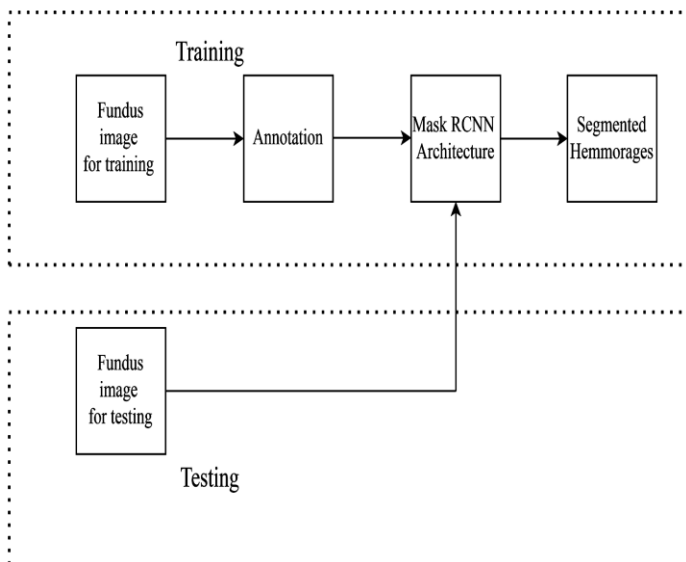 Training
Fundus
image
for training
Annotation
Mask RCNN
Architecture
Segmented
Hemmorages
Fundus
image
for testing
Testing